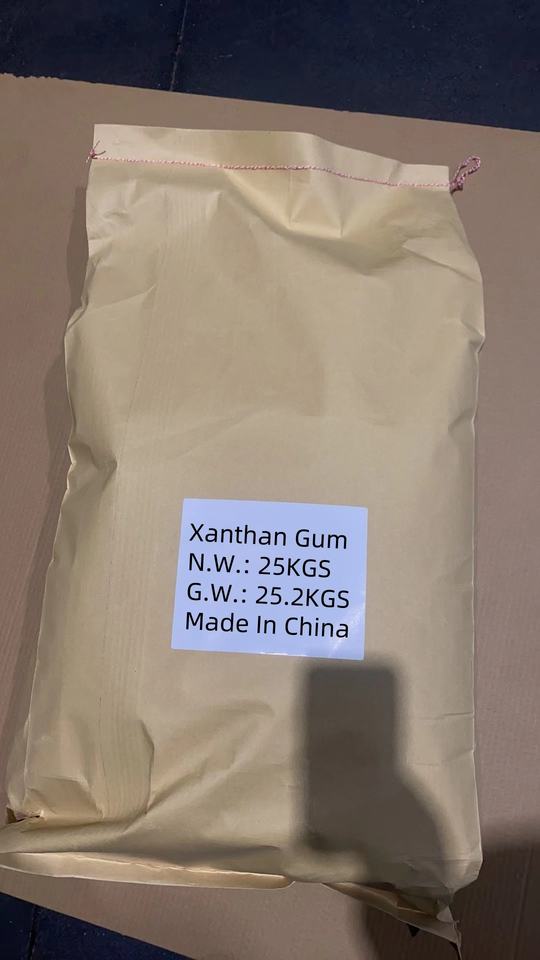 Xanthan Gum
N.W.: 25KGS
G.W.: 25.2KGS
Made In China